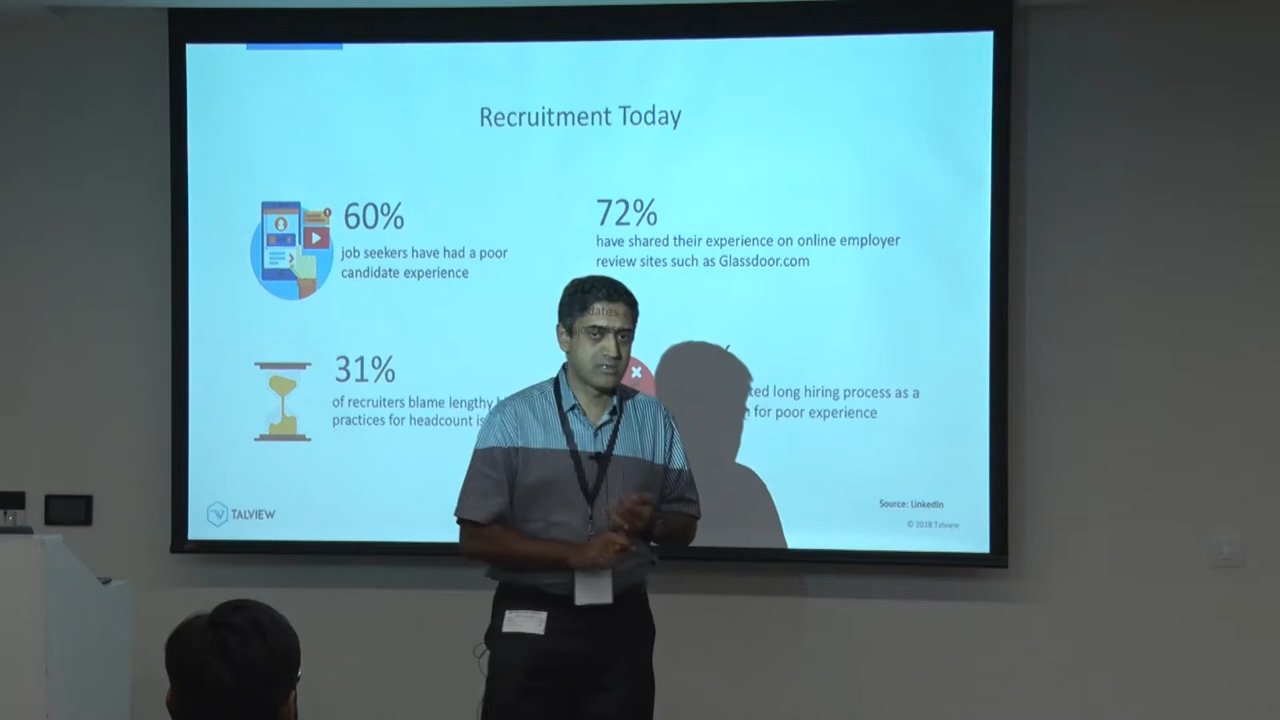 Recruitment Today
60%
job seekers have had a poor
candidate experience
72%
have shared their experience on online employer
review sites such as Glassdoor.com
31%
of recruiters blame lengthy
practices for headcount
dates
long hiring process as a
for poor experience
TALVIEW
Source: LinkedIn
© 2018 Talview